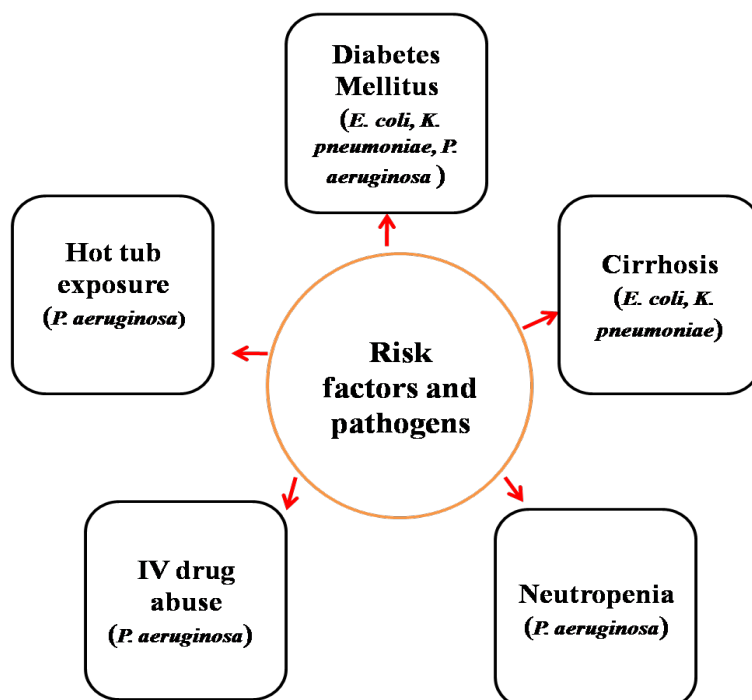 Diabetes
Mellitus
(E. coli, K.
pneumoniae, P.
aeruginosa )
Hot tub
exposure
(P. aeruginosa)
Cirrhosis
(E. coli, K.
pneumoniae)
Risk
factors and
pathogens
IV drug
abuse
(P. aeruginosa)
Neutropenia
(P. aeruginosa)